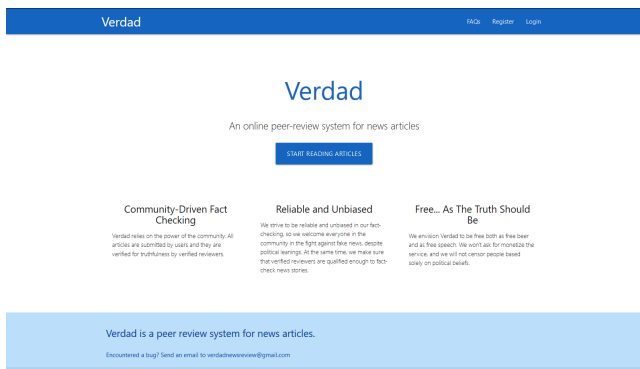 Verdad
FAQs Register Login
Verdad
An online peer-review system for news articles
START READING ARTICLES
Community-Driven Fact
Checking
Verdad relies on the power of the community. All
articles are submitted by users and they are
verified for truthfulness by verified reviewers.
Reliable and Unbiased
We strive to be reliable and unbiased in our fact-
checking, so we welcome everyone in the
community in the fight against fake news, despite
political leanings. At the same time, we make sure
that verified reviewers are qualified enough to fact-
check news stories.
Free... As The Truth Should
Be
We envision Verdad to be free both as free beer
and as free speech. We won't ask for monetize the
service, and we will not censor people based
solely on political beliefs.
Verdad is a peer review system for news articles.
Encountered a bug? Send an email to verdadnewsreview@gmail.com